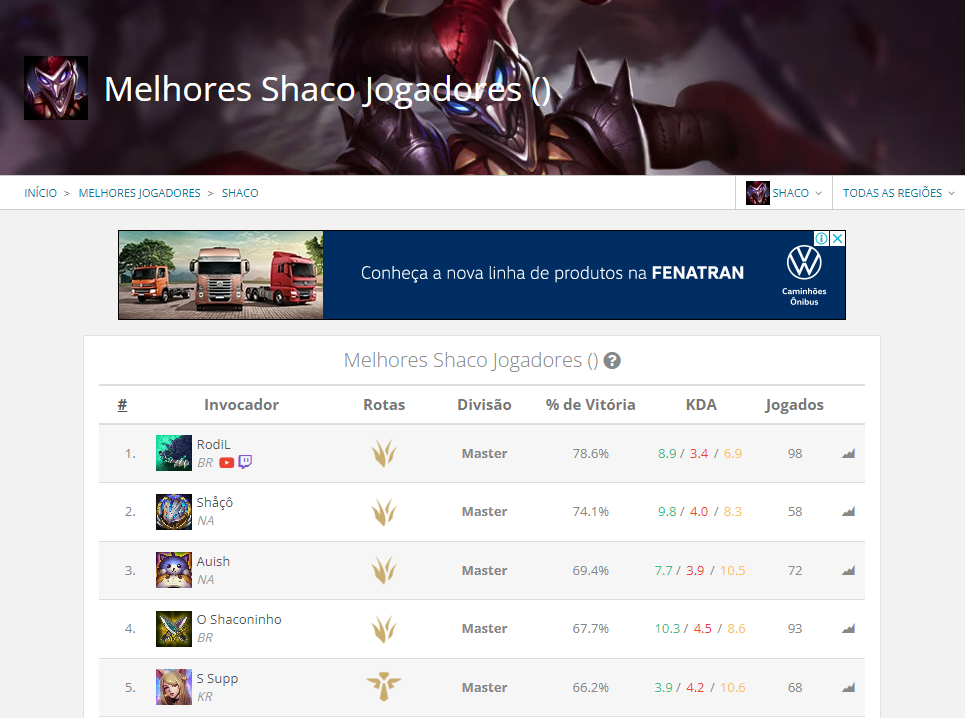 Melhores Shaco Jogadores ()
INÍCIO > MELHORES JOGADORES > SHACO
SHACO
TODAS AS REGIÕES
Conheça a nova linha de produtos na FENATRAN
Caminhões
Ônibus
Melhores Shaco Jogadores () ?
# Invocador Rotas Divisão % de Vitória KDA Jogados
1. RodiL BR Master 78.6% 8.9 / 3.4 / 6.9 98
2. Shåçô NA Master 74.1% 9.8 / 4.0 / 8.3 58
3. Auish NA Master 69.4% 7.7 / 3.9 / 10.5 72
4. O Shaconinho BR Master 67.7% 10.3 / 4.5 / 8.6 93
5. S Supp KR Master 66.2% 3.9 / 4.2 / 10.6 68